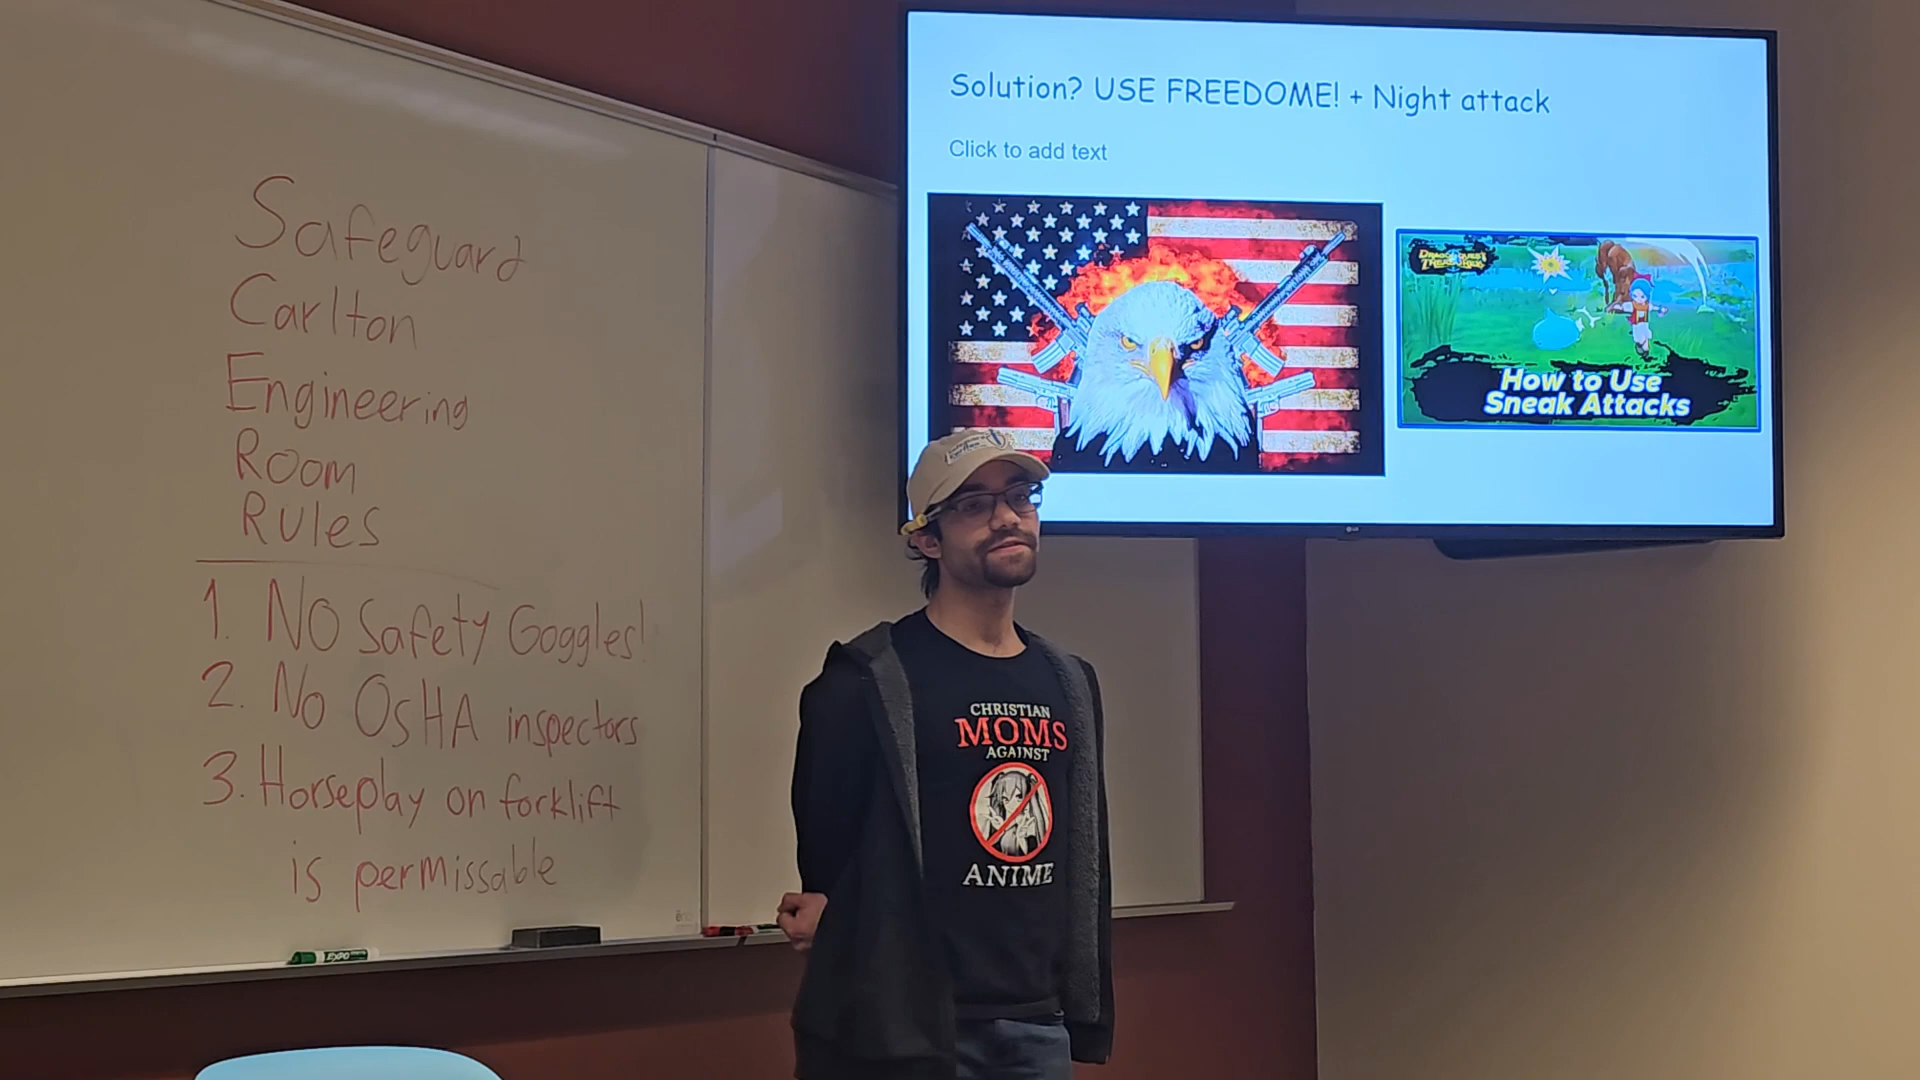 Safeguard
Carlton
Engineering
Room
Rules
1. No Safety Goggles!
2. No OSHA inspectors
3. Horseplay on forklift
is permissable
EXPO
Solution? USE FREEDOME! + Night attack
Click to add text
How to Use
Sneak Attacks
LG
CHRISTIAN
MOMS
AGAINST
ANIME